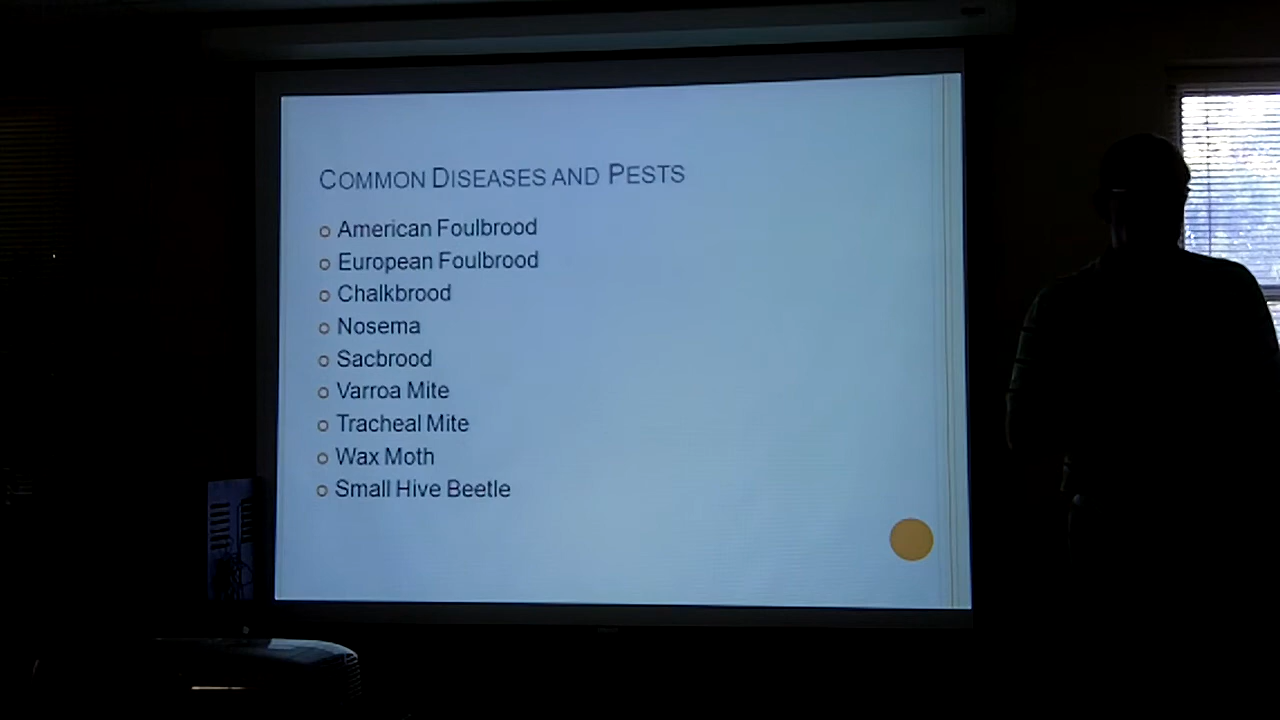 COMMON DISEASES AND PESTS
American Foulbrood
European Foulbrood
Chalkbrood
Nosema
Sacbrood
Varroa Mite
Tracheal Mite
Wax Moth
Small Hive Beetle